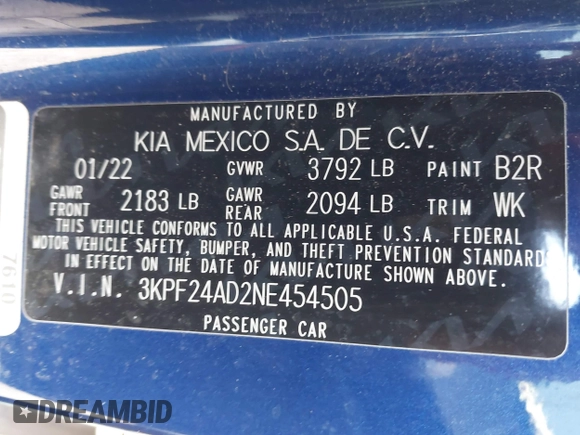 MANUFACTURED BY
KIA MEXICO S.A. DE C.V.
01/22 GVWR 3792 LB PAINT B2R
GAWR FRONT 2183 LB GAWR REAR 2094 LB TRIM WK
THIS VEHICLE CONFORMS TO ALL APPLICABLE U.S.A. FEDERAL
MOTOR VEHICLE SAFETY, BUMPER, AND THEFT PREVENTION STANDARDS
IN EFFECT ON THE DATE OF MANUFACTURE SHOWN ABOVE.
V.I.N. 3KPF24AD2NE454505
PASSENGER CAR
7610
DREAMBID